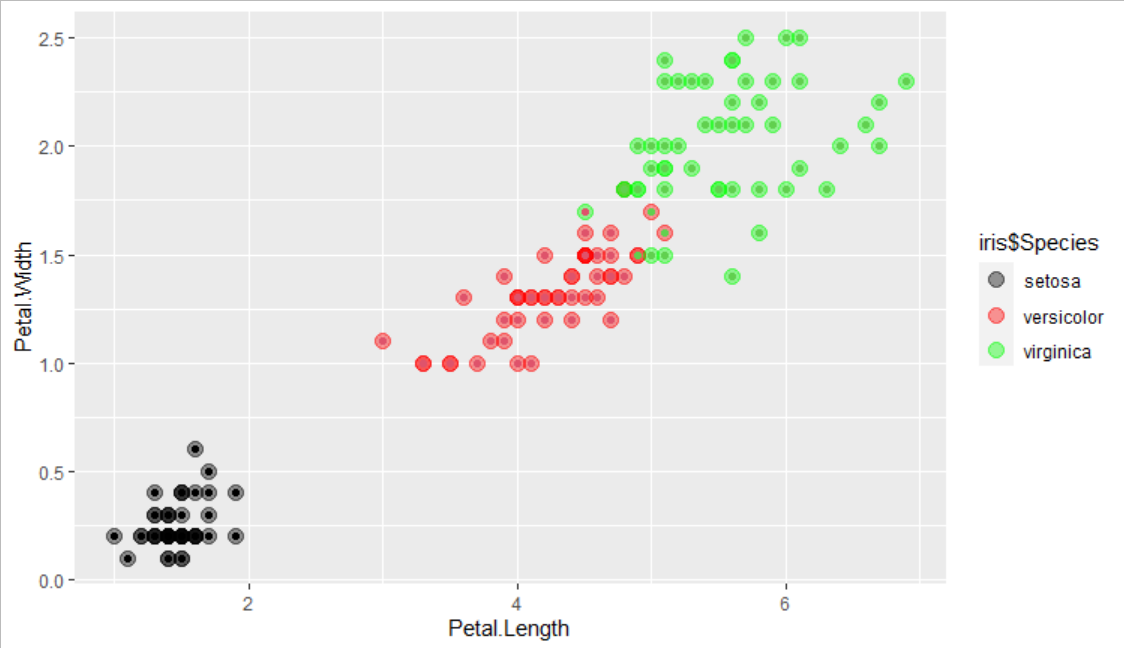 2.5
2.0
1.5
1.0
0.5
0.0
Petal.Width
2
4
6
Petal.Length
iris$Species
setosa
versicolor
virginica